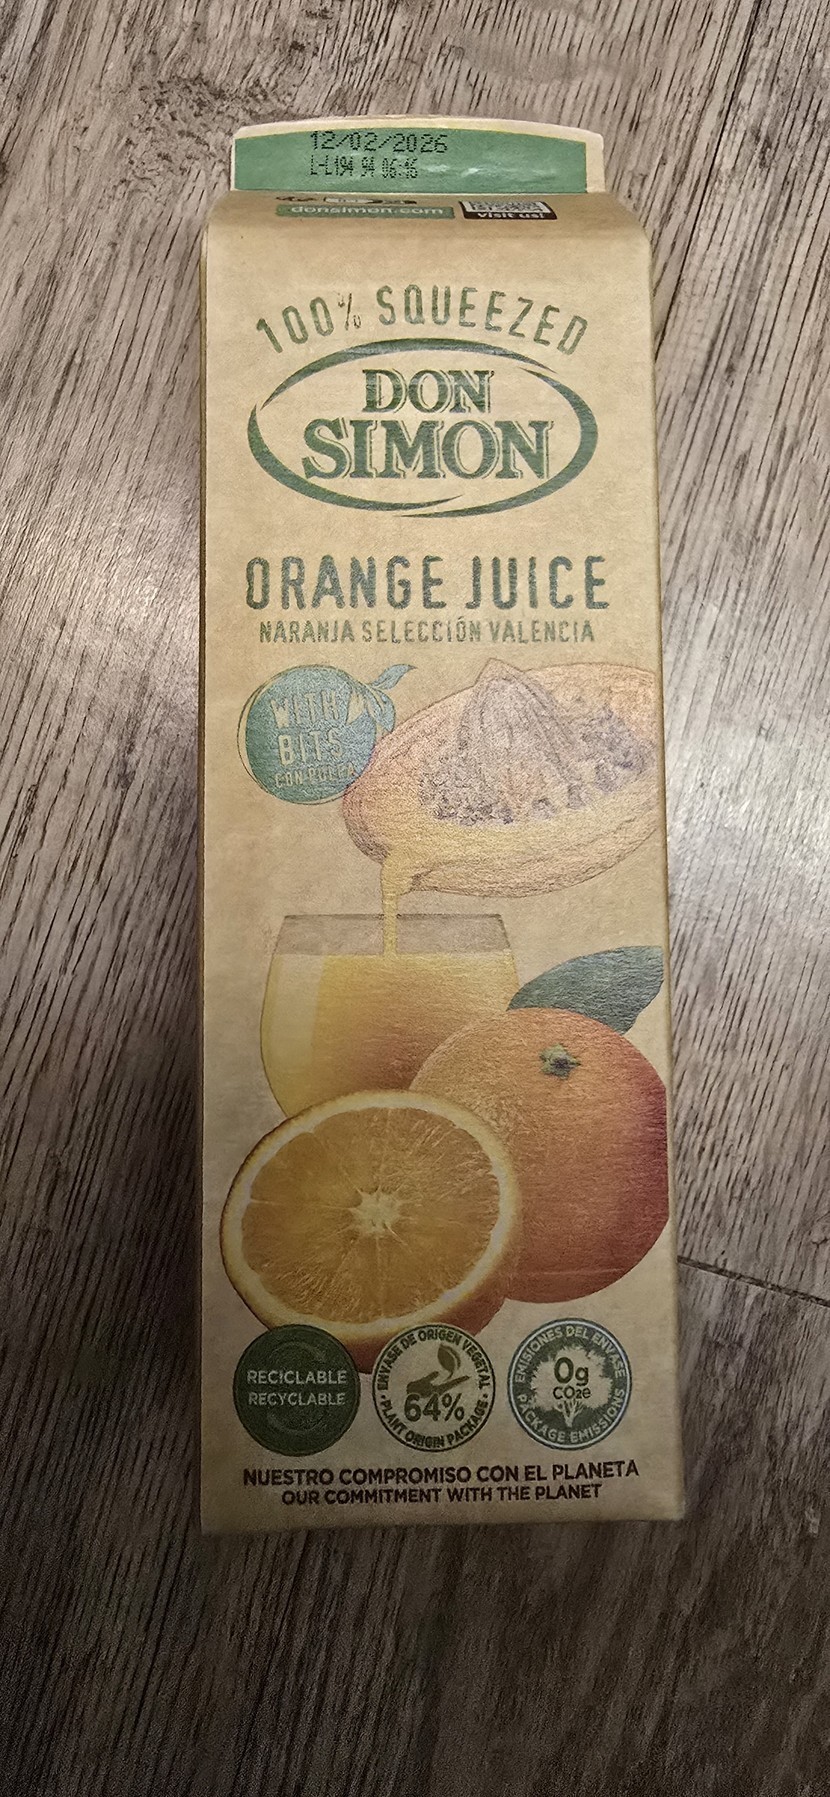 12/02/2026
donsimon.com
visit us!
100% SQUEEZED
DON
SIMON
ORANGE JUICE
NARANJA SELECCIÓN VALENCIA
WITH
BITS
CON PULPA
RECICLABLE
RECYCLABLE
ENVASE DE ORIGEN VEGETAL
64%
PLANT ORIGIN PACKAGE
EMISIONES DEL ENVASE
0g
CO2e
PACKAGE EMISSIONS
NUESTRO COMPROMISO CON EL PLANETA
OUR COMMITMENT WITH THE PLANET